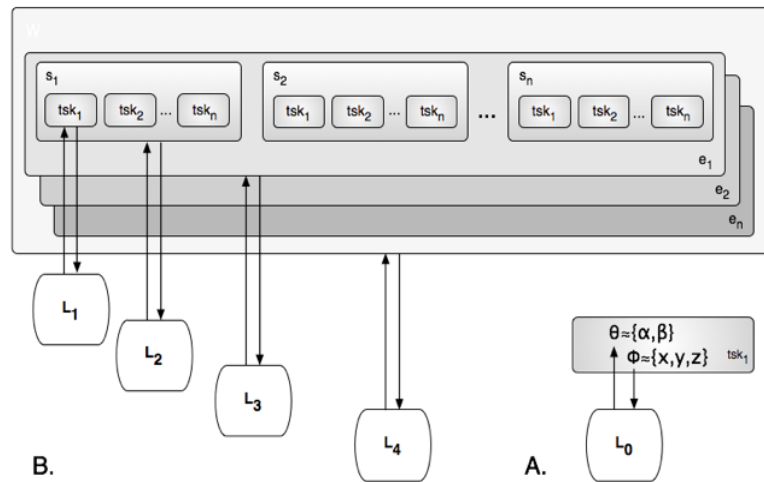 w
s₁ s₂ sₙ
tsk₁ tsk₂ ... tskₙ tsk₁ tsk₂ ... tskₙ ... tsk₁ tsk₂ ... tskₙ
e₁
e₂
eₙ
L₁
L₂
L₃
L₄
B.
θ≈{α,β}
Φ≈{x,y,z} tsk₁
L₀
A.